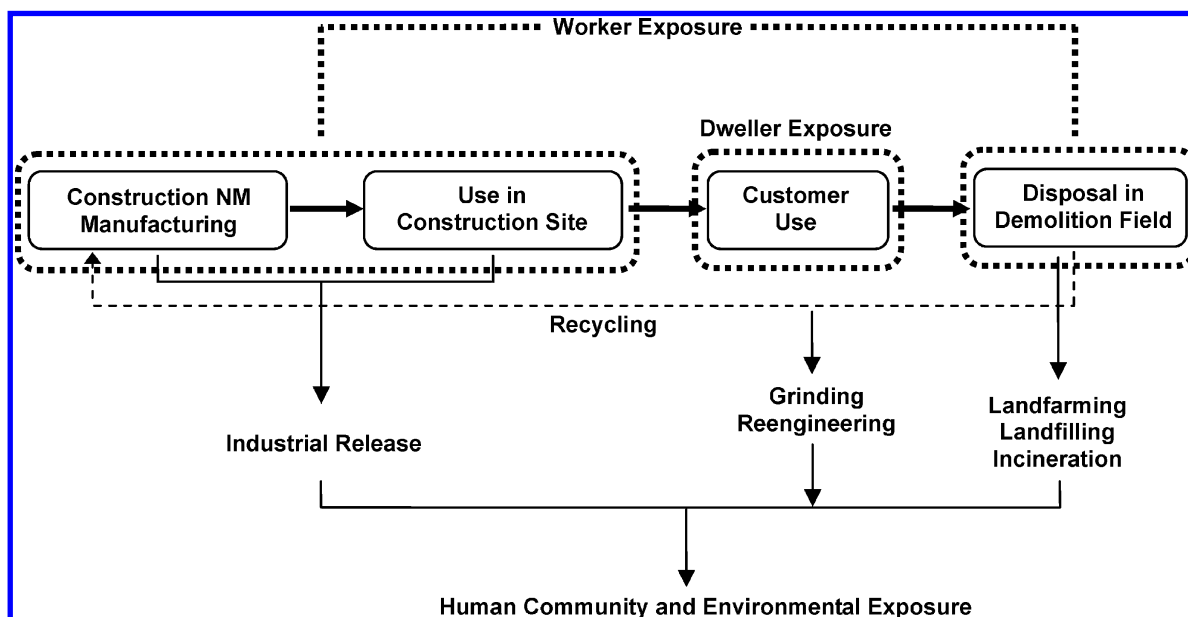 Worker Exposure
Dweller Exposure
Construction NM
Manufacturing
Use in
Construction Site
Customer
Use
Disposal in
Demolition Field
Recycling
Industrial Release
Grinding
Reengineering
Landfarming
Landfilling
Incineration
Human Community and Environmental Exposure